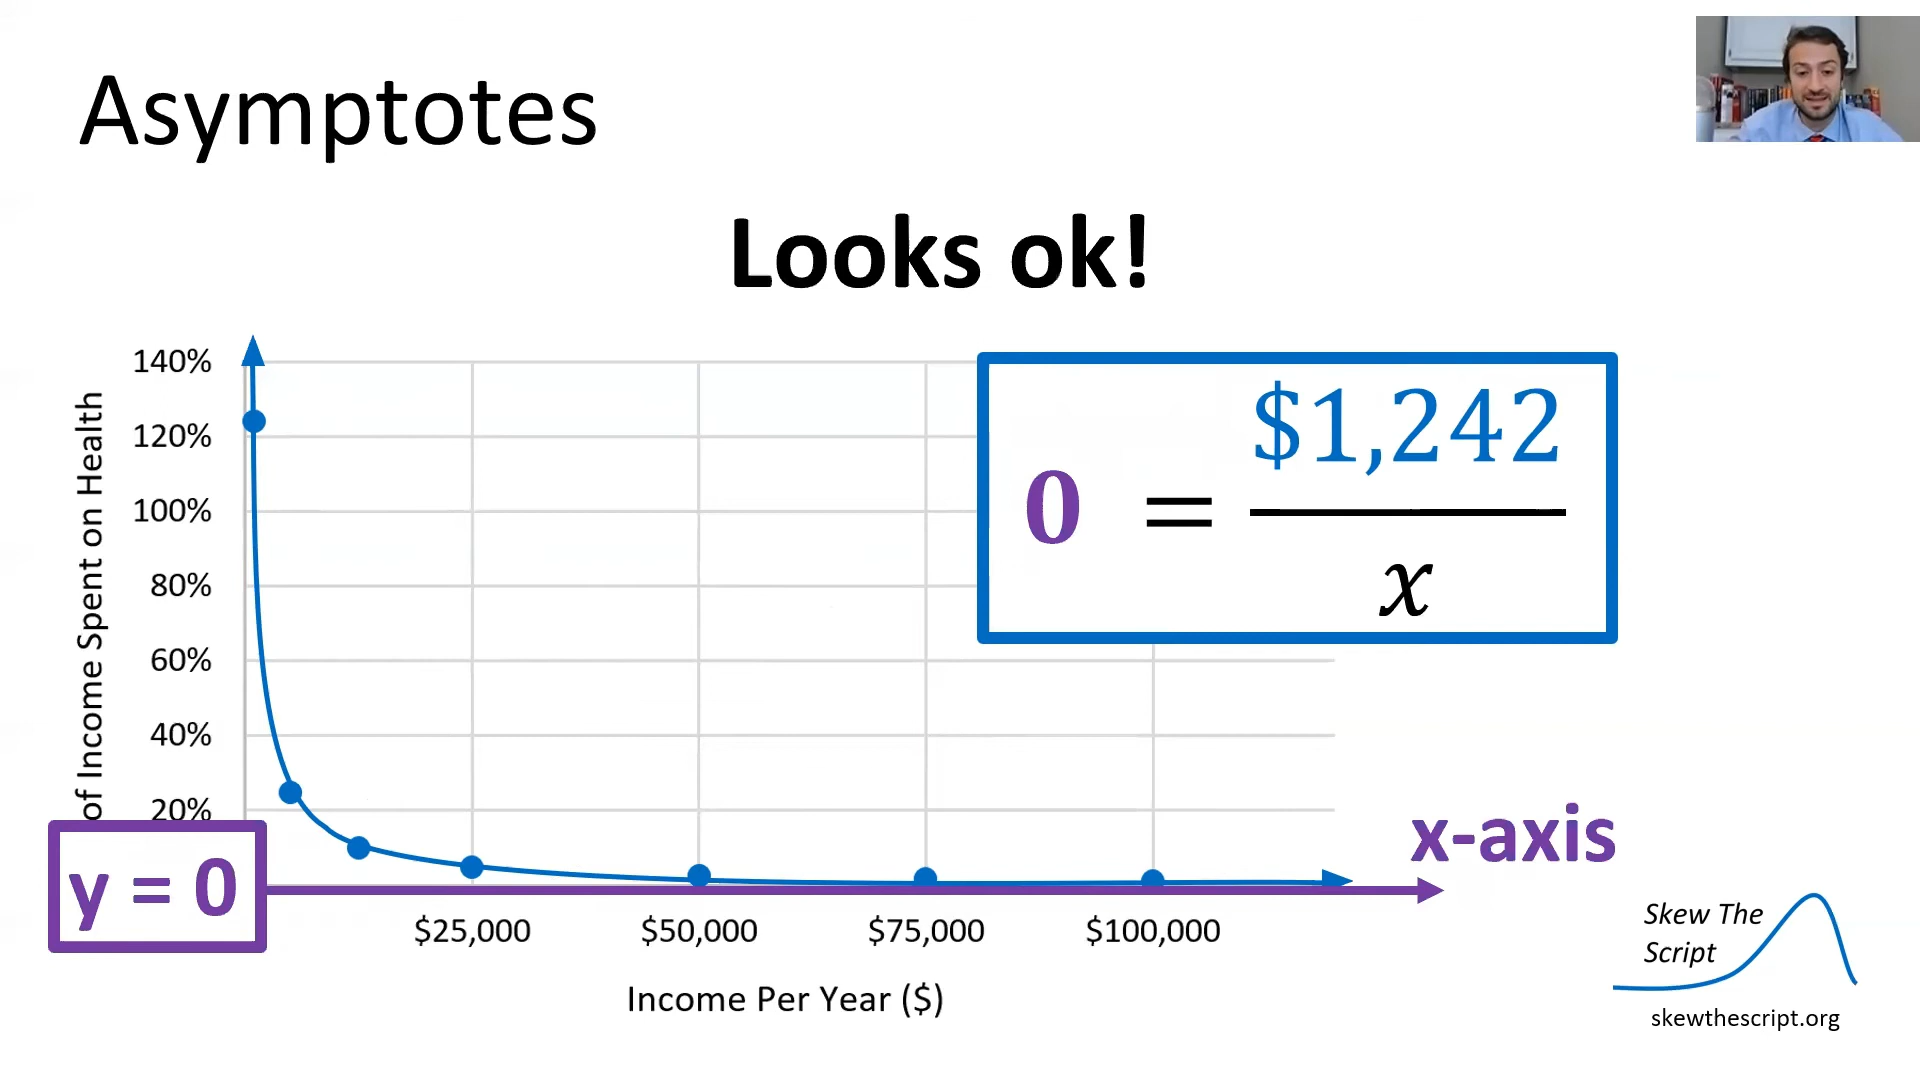 Asymptotes
Looks ok!
140%
120%
100%
80%
60%
40%
20%
of Income Spent on Health
0 = $1,242
x
y = 0
x-axis
$25,000 $50,000 $75,000 $100,000
Income Per Year ($)
Skew The
Script
skewthescript.org